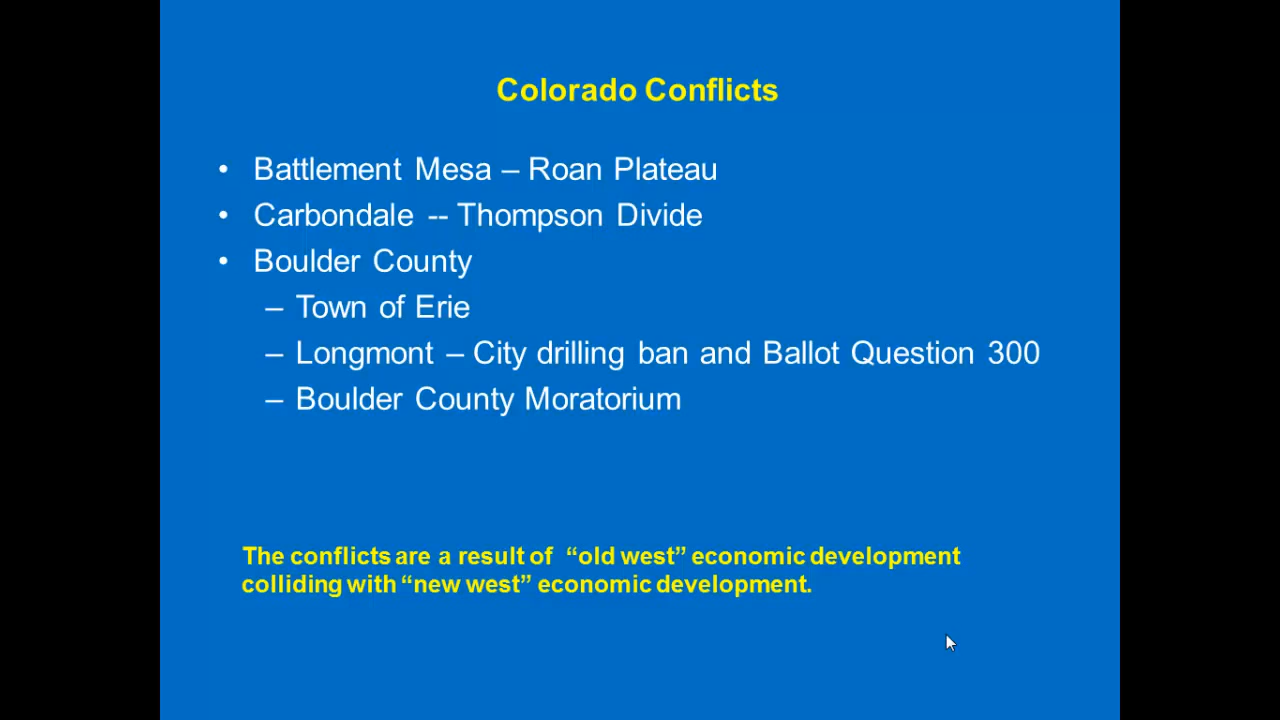 Colorado Conflicts
• Battlement Mesa – Roan Plateau
• Carbondale -- Thompson Divide
• Boulder County
– Town of Erie
– Longmont – City drilling ban and Ballot Question 300
– Boulder County Moratorium
The conflicts are a result of “old west” economic development
colliding with “new west” economic development.